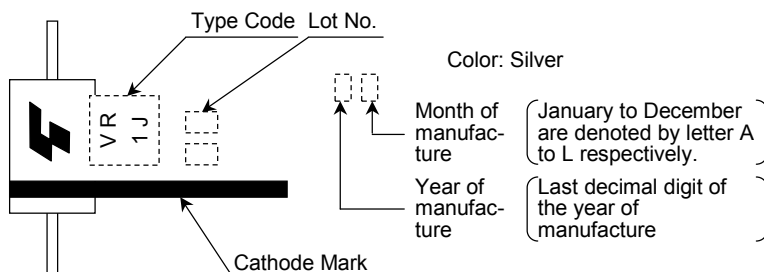 Type Code
Lot No.
Color: Silver
VR
1J
Month of
manufac-
ture
January to December
are denoted by letter A
to L respectively.
Year of
manufac-
ture
Last decimal digit of
the year of
manufacture
Cathode Mark